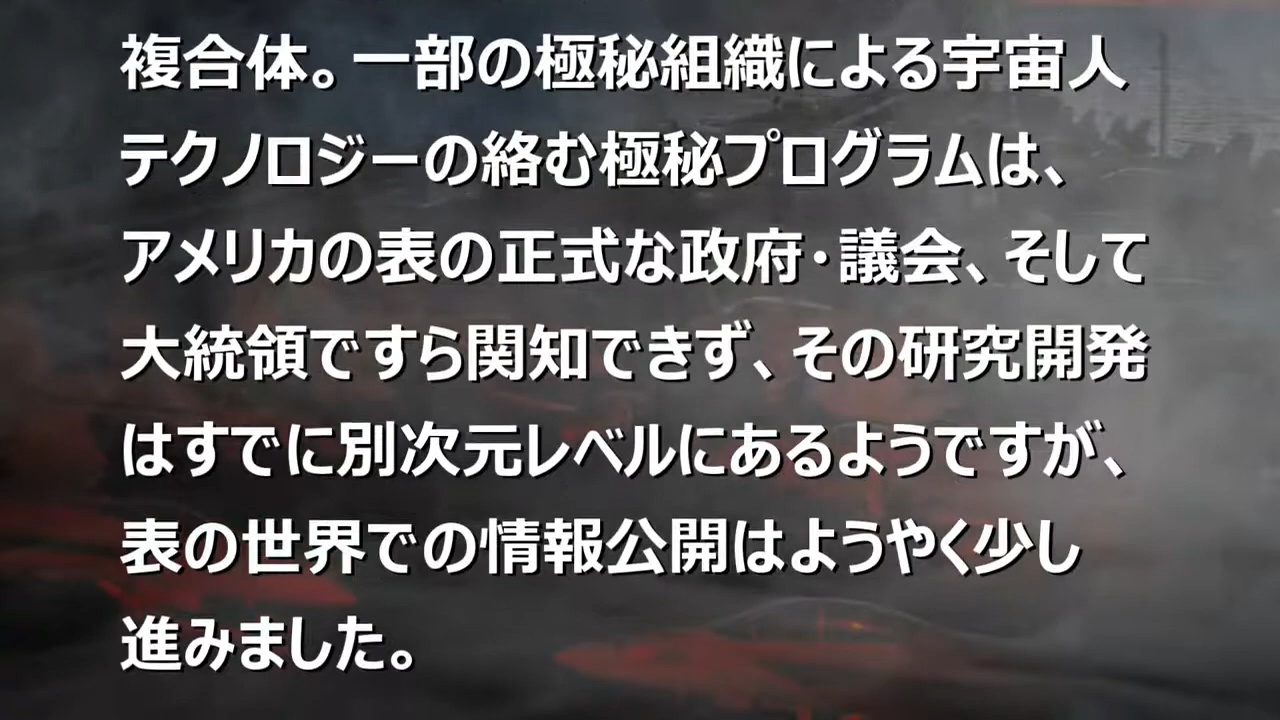 複合体。一部の極秘組織による宇宙人
テクノロジーの絡む極秘プログラムは、
アメリカの表の正式な政府・議会、そして
大統領ですら関知できず、その研究開発
はすでに別次元レベルにあるようですが、
表の世界での情報公開はようやく少し
進みました。